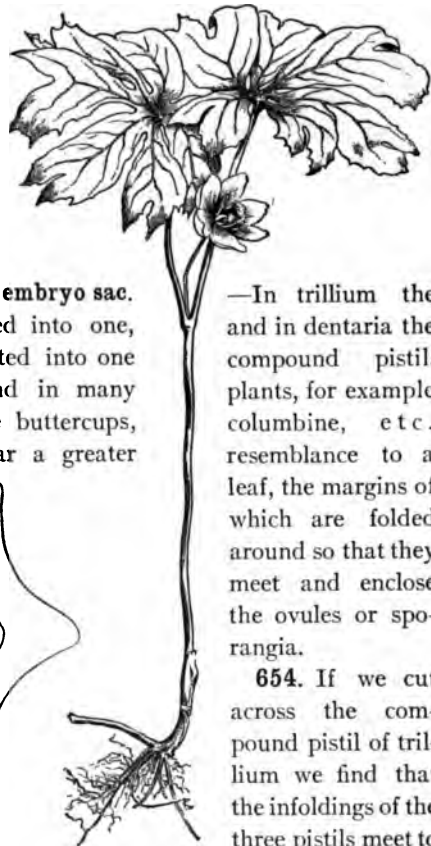 embryo sac. —In trillium the
ed into one, and in dentaria the
ted into one compound pistil.
nd in many plants, for example
e buttercups, columbine, etc.
ar a greater resemblance to a
leaf, the margins of
which are folded
around so that they
meet and enclose
the ovules or spo-
rangia.
654. If we cut
across the com-
pound pistil of tril-
lium we find that
the infoldings of the
three pistils meet to